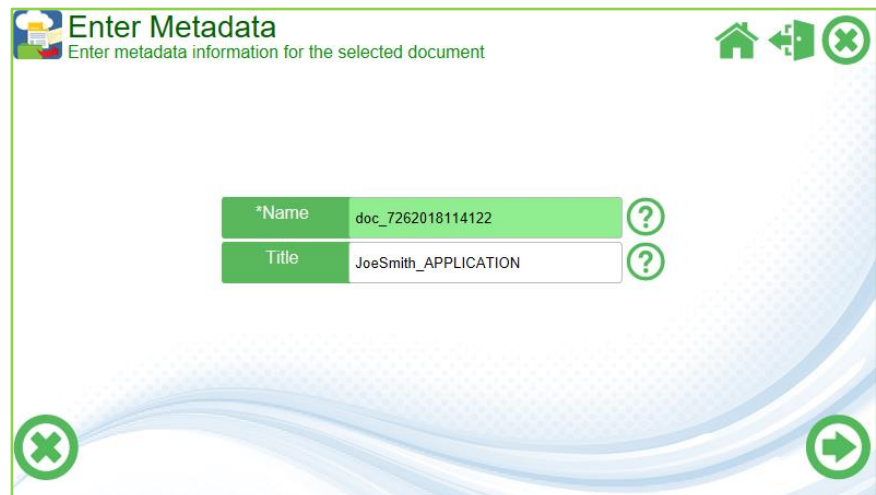 Enter Metadata
Enter metadata information for the selected document
*Name doc_7262018114122
Title JoeSmith_APPLICATION